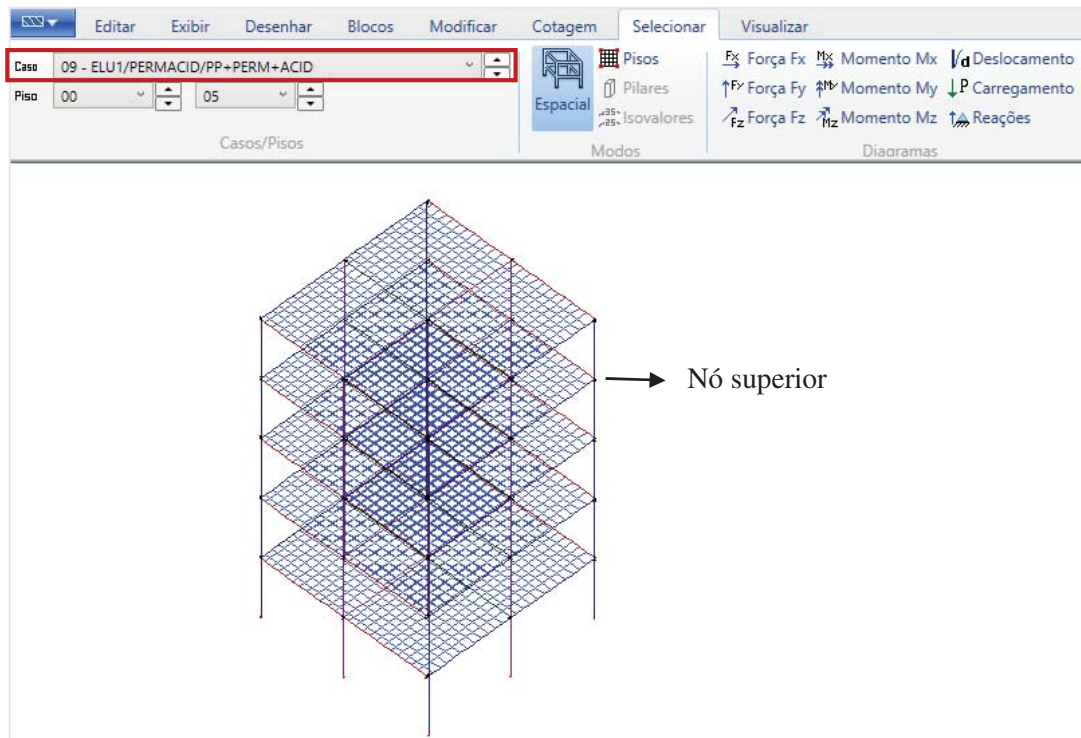 Editar Exibir Desenhar Blocos Modificar Cotagem Selecionar Visualizar
Caso 09 - ELU1/PERMACID/PP+PERM+ACID
Piso 00 05
Casos/Pisos
Espacial
Pisos
Pilares
Isovalores
Modos
Fx Força Fx Mx Momento Mx d Deslocamento
Fy Força Fy My Momento My P Carregamento
Fz Força Fz Mz Momento Mz Reações
Diagramas
Nó superior